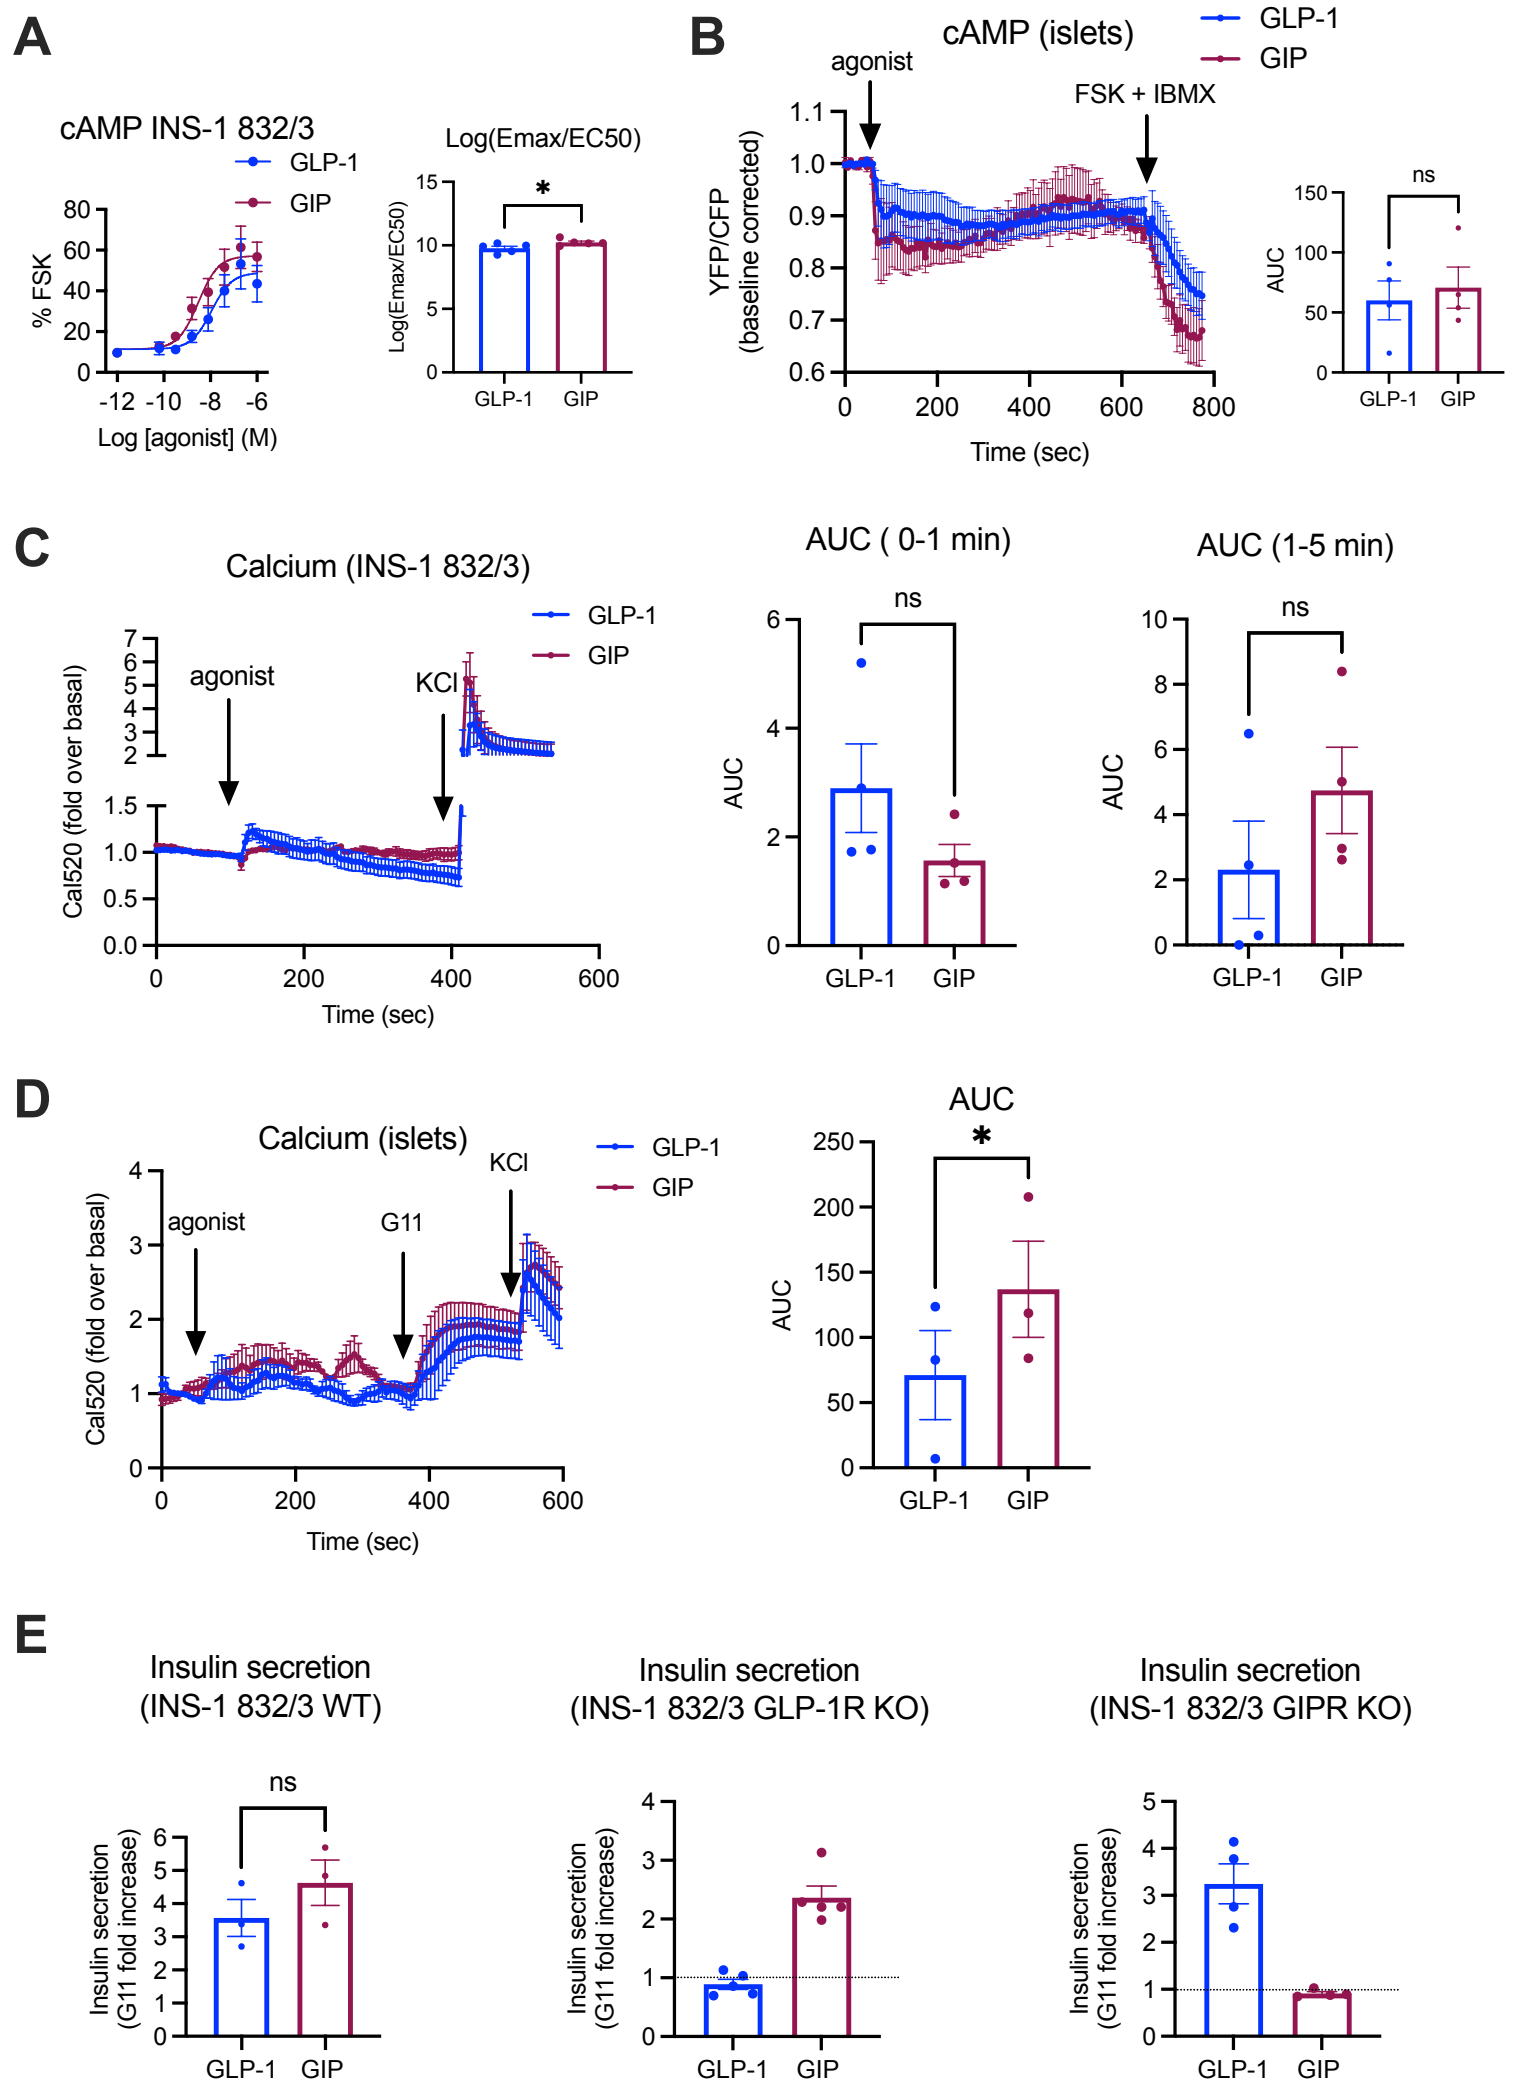 A
cAMP INS-1 832/3
GLP-1
GIP
% FSK
80
60
40
20
0
-12 -10 -8 -6
Log [agonist] (M)
Log(Emax/EC50)
*
Log(Emax/EC50)
15
10
5
0
GLP-1 GIP
B
cAMP (islets)
GLP-1
GIP
agonist
FSK + IBMX
YFP/CFP
(baseline corrected)
1.1
1.0
0.9
0.8
0.7
0.6
0 200 400 600 800
Time (sec)
ns
AUC
150
100
50
0
GLP-1 GIP
C
Calcium (INS-1 832/3)
GLP-1
GIP
agonist
KCl
Cal520 (fold over basal)
7
6
5
4
3
2
1.5
1.0
0.5
0.0
0 200 400 600
Time (sec)
AUC ( 0-1 min)
ns
AUC
6
4
2
0
GLP-1 GIP
AUC (1-5 min)
ns
AUC
10
8
6
4
2
0
GLP-1 GIP
D
Calcium (islets)
GLP-1
GIP
agonist
G11
KCl
Cal520 (fold over basal)
4
3
2
1
0
0 200 400 600
Time (sec)
AUC
*
AUC
250
200
150
100
50
0
GLP-1 GIP
E
Insulin secretion
(INS-1 832/3 WT)
ns
Insulin secretion
(G11 fold increase)
6
5
4
3
2
1
0
GLP-1 GIP
Insulin secretion
(INS-1 832/3 GLP-1R KO)
Insulin secretion
(G11 fold increase)
4
3
2
1
0
GLP-1 GIP
Insulin secretion
(INS-1 832/3 GIPR KO)
Insulin secretion
(G11 fold increase)
5
4
3
2
1
0
GLP-1 GIP